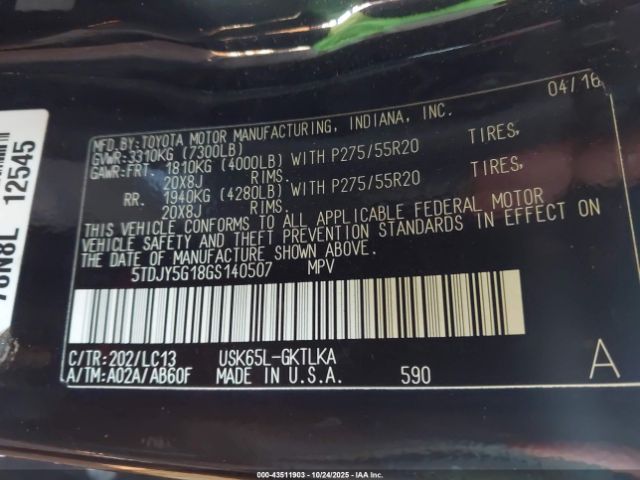 04/16
MFD.BY:TOYOTA MOTOR MANUFACTURING, INDIANA, INC.
GVWR:3310KG (7300LB)
GAWR:FRT. 1810KG (4000LB) WITH P275/55R20 TIRES,
20X8J RIMS.
RR. 1940KG (4280LB) WITH P275/55R20 TIRES,
20X8J RIMS.
THIS VEHICLE CONFORMS TO ALL APPLICABLE FEDERAL MOTOR
VEHICLE SAFETY AND THEFT PREVENTION STANDARDS IN EFFECT ON
THE DATE OF MANUFACTURE SHOWN ABOVE.
5TDJY5G18GS140507 MPV
C/TR:202/LC13 USK65L-GKTLKA
A/TM:A02A/AB60F MADE IN U.S.A. 590
A
12545
000-43511903 - 10/24/2025 - IAA Inc.